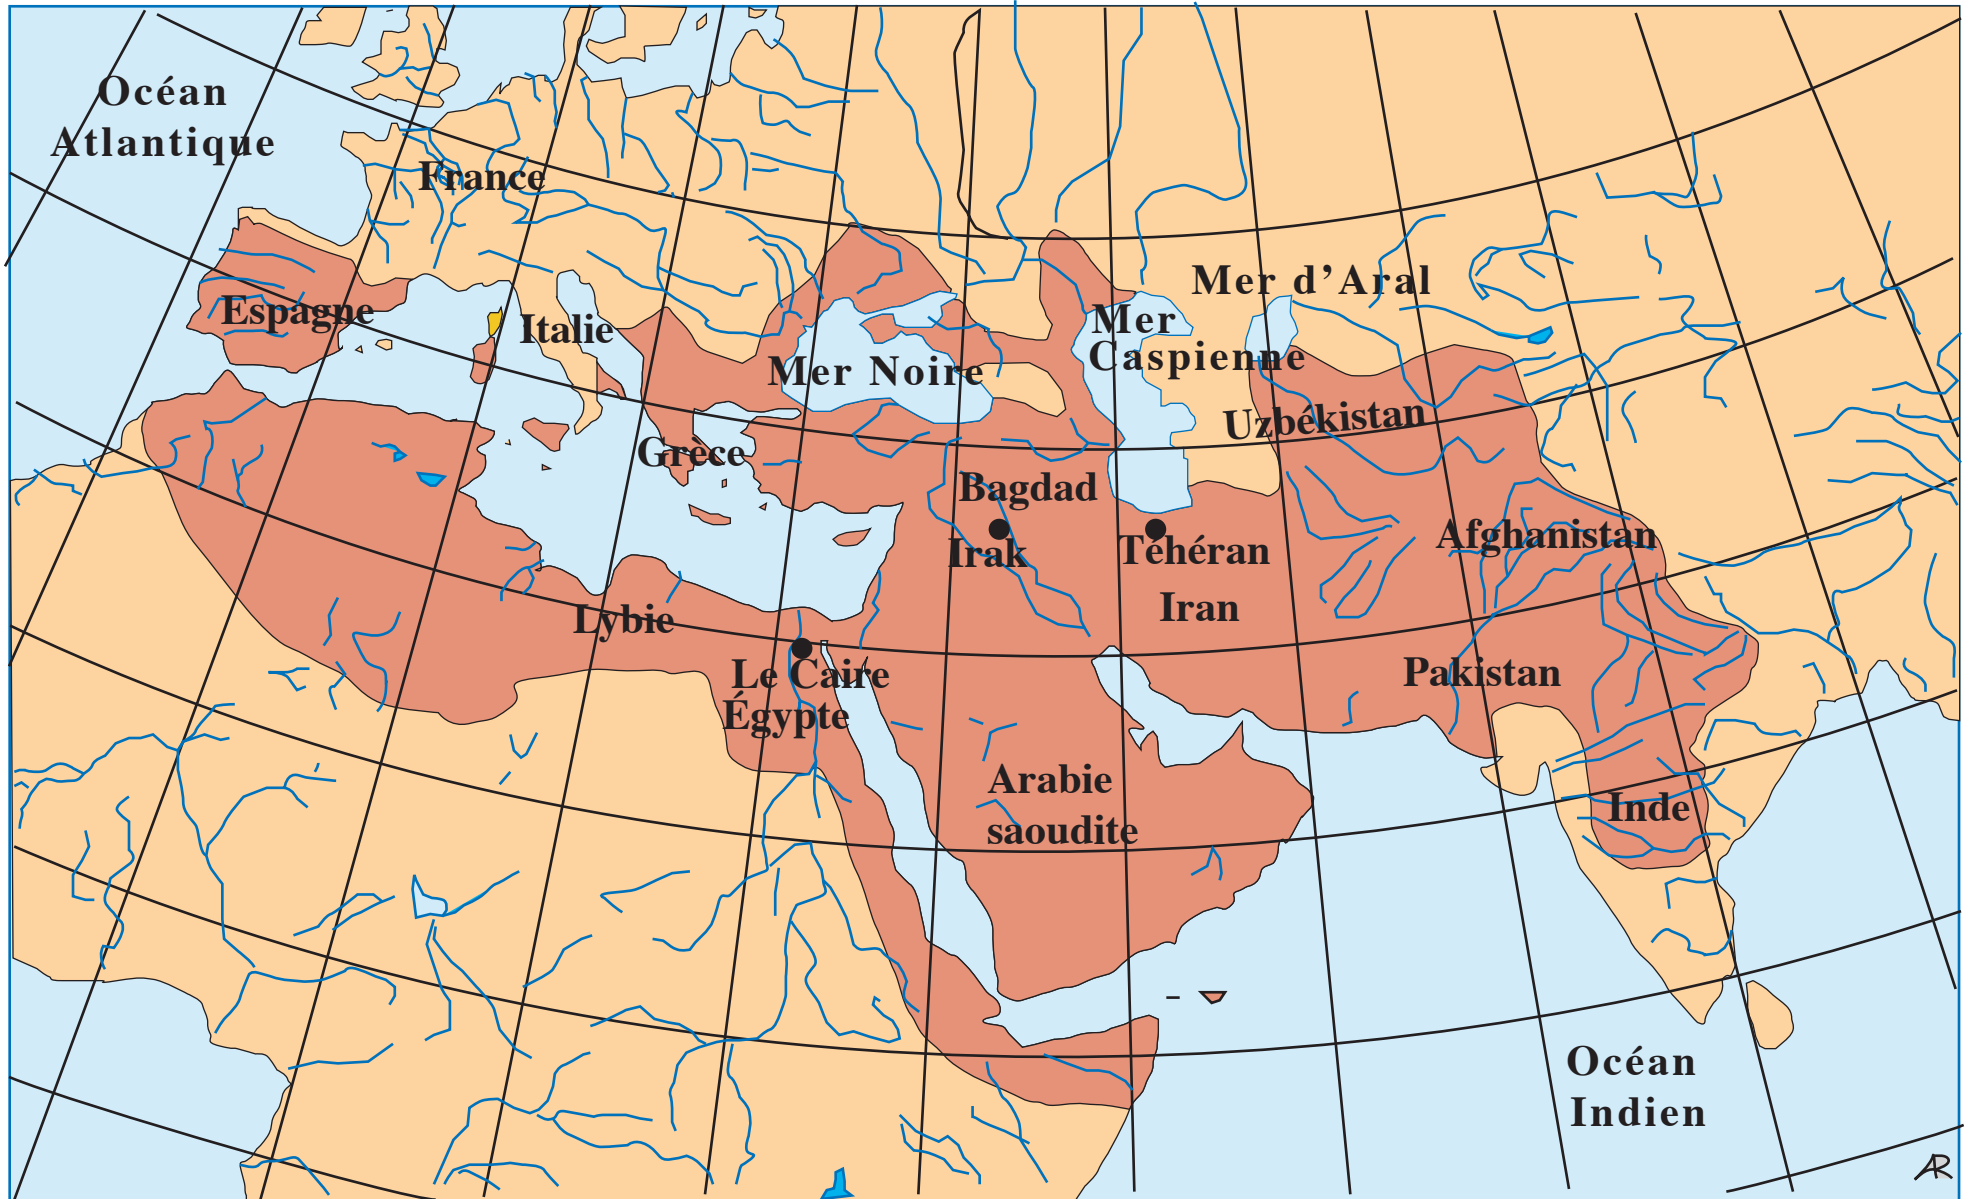 Océan
Atlantique
France
Espagne
Italie
Mer d’Aral
Mer
Caspienne
Mer Noire
Uzbékistan
Grèce
Bagdad
Irak
Téhéran
Iran
Afghanistan
Lybie
Le Caire
Égypte
Pakistan
Arabie
saoudite
Inde
Océan
Indien
AR